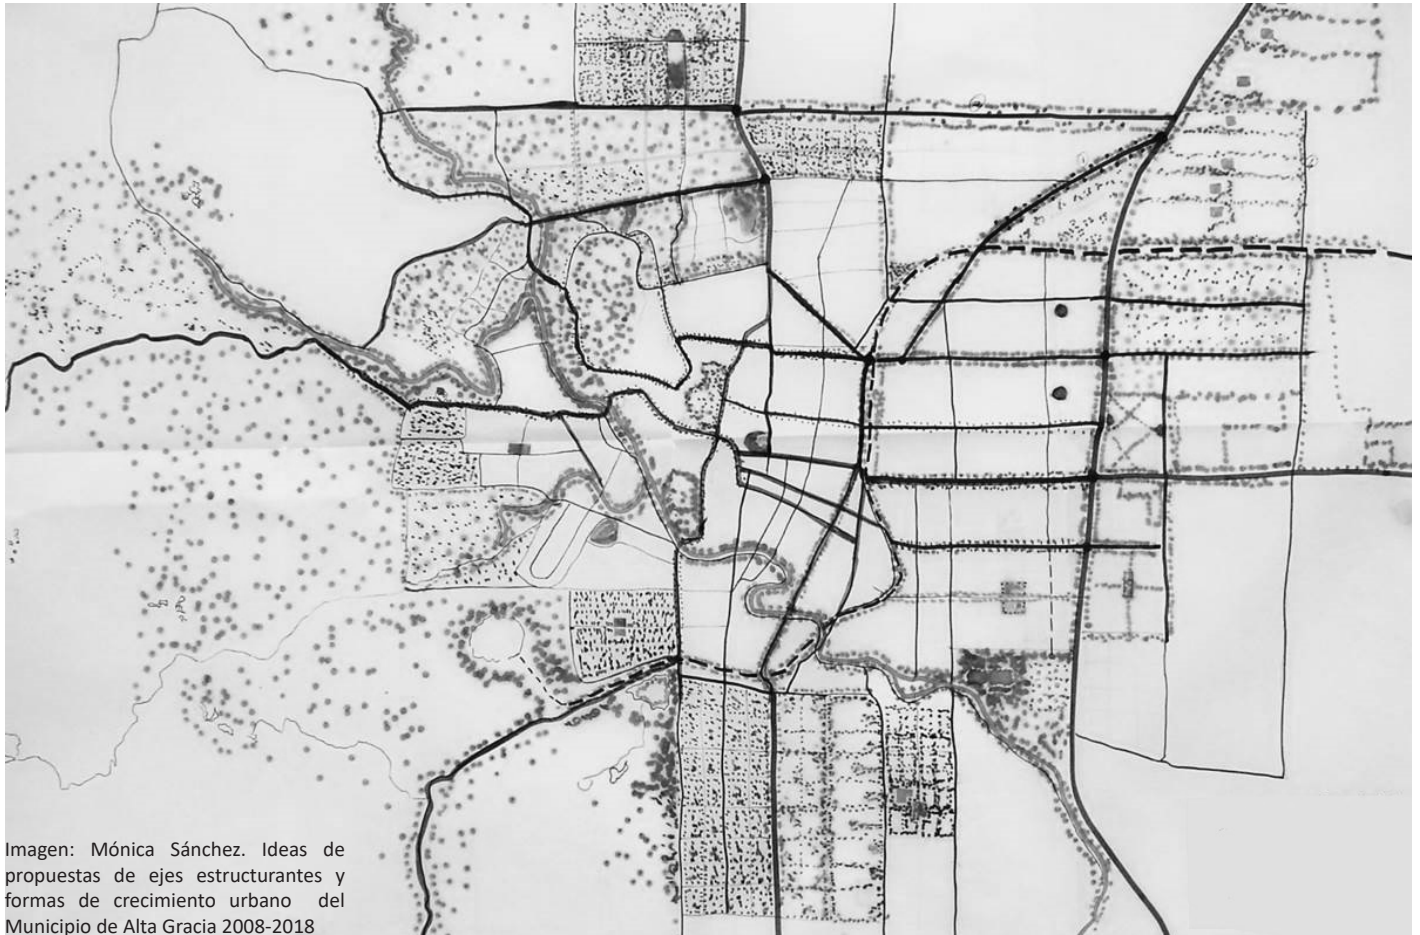 Imagen: Mónica Sánchez. Ideas de
propuestas de ejes estructurantes y
formas de crecimiento urbano del
Municipio de Alta Gracia 2008-2018